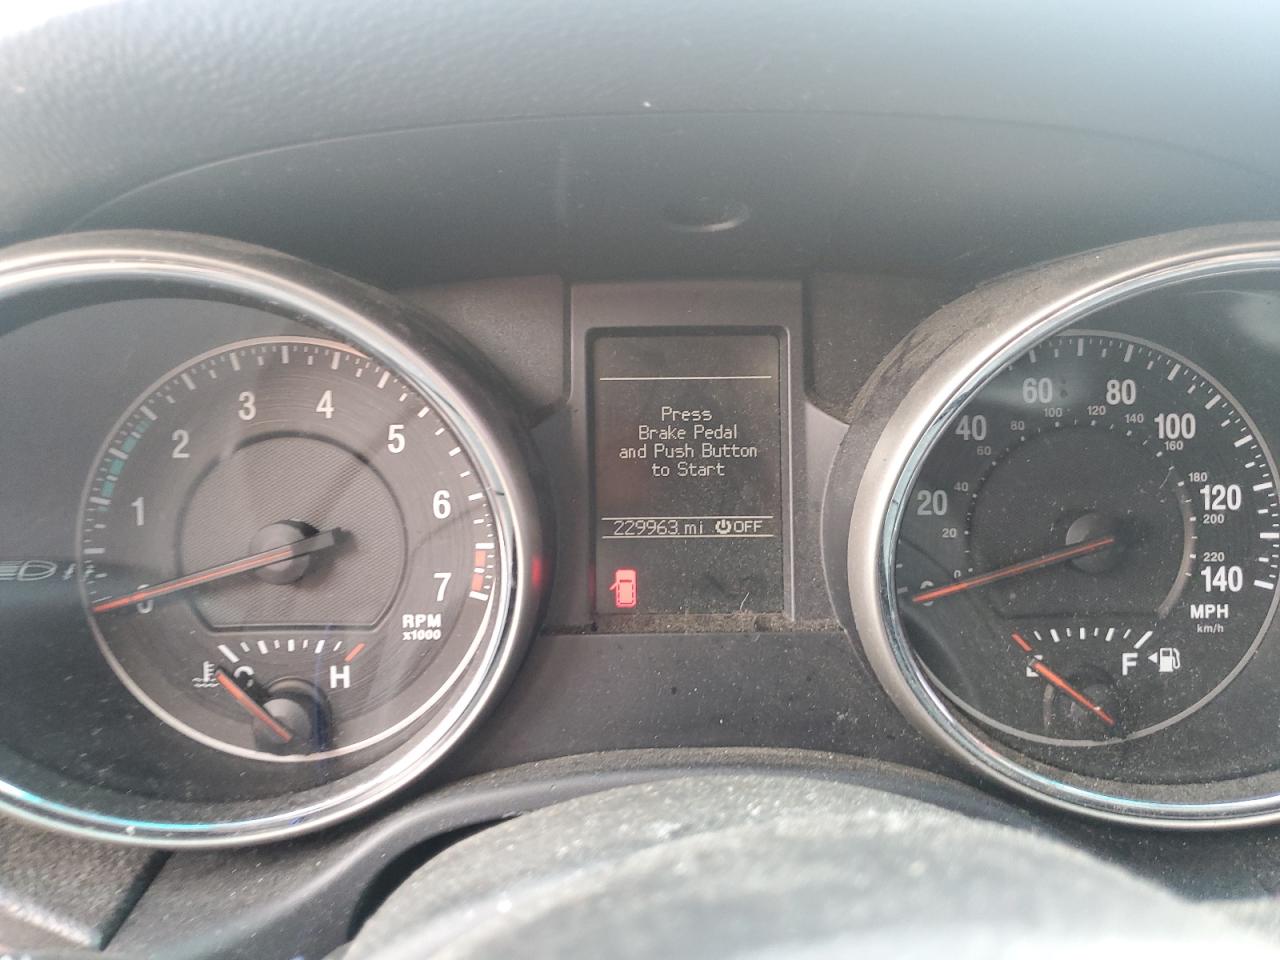 Press
Brake Pedal
and Push Button
to Start
229963 mi OFF
0 1 2 3 4 5 6 7
RPM
x1000
C H
0 20 40 60 80 100 120 140
0 20 40 60 80 100 120 140 160 180 200 220
MPH
km/h
E F